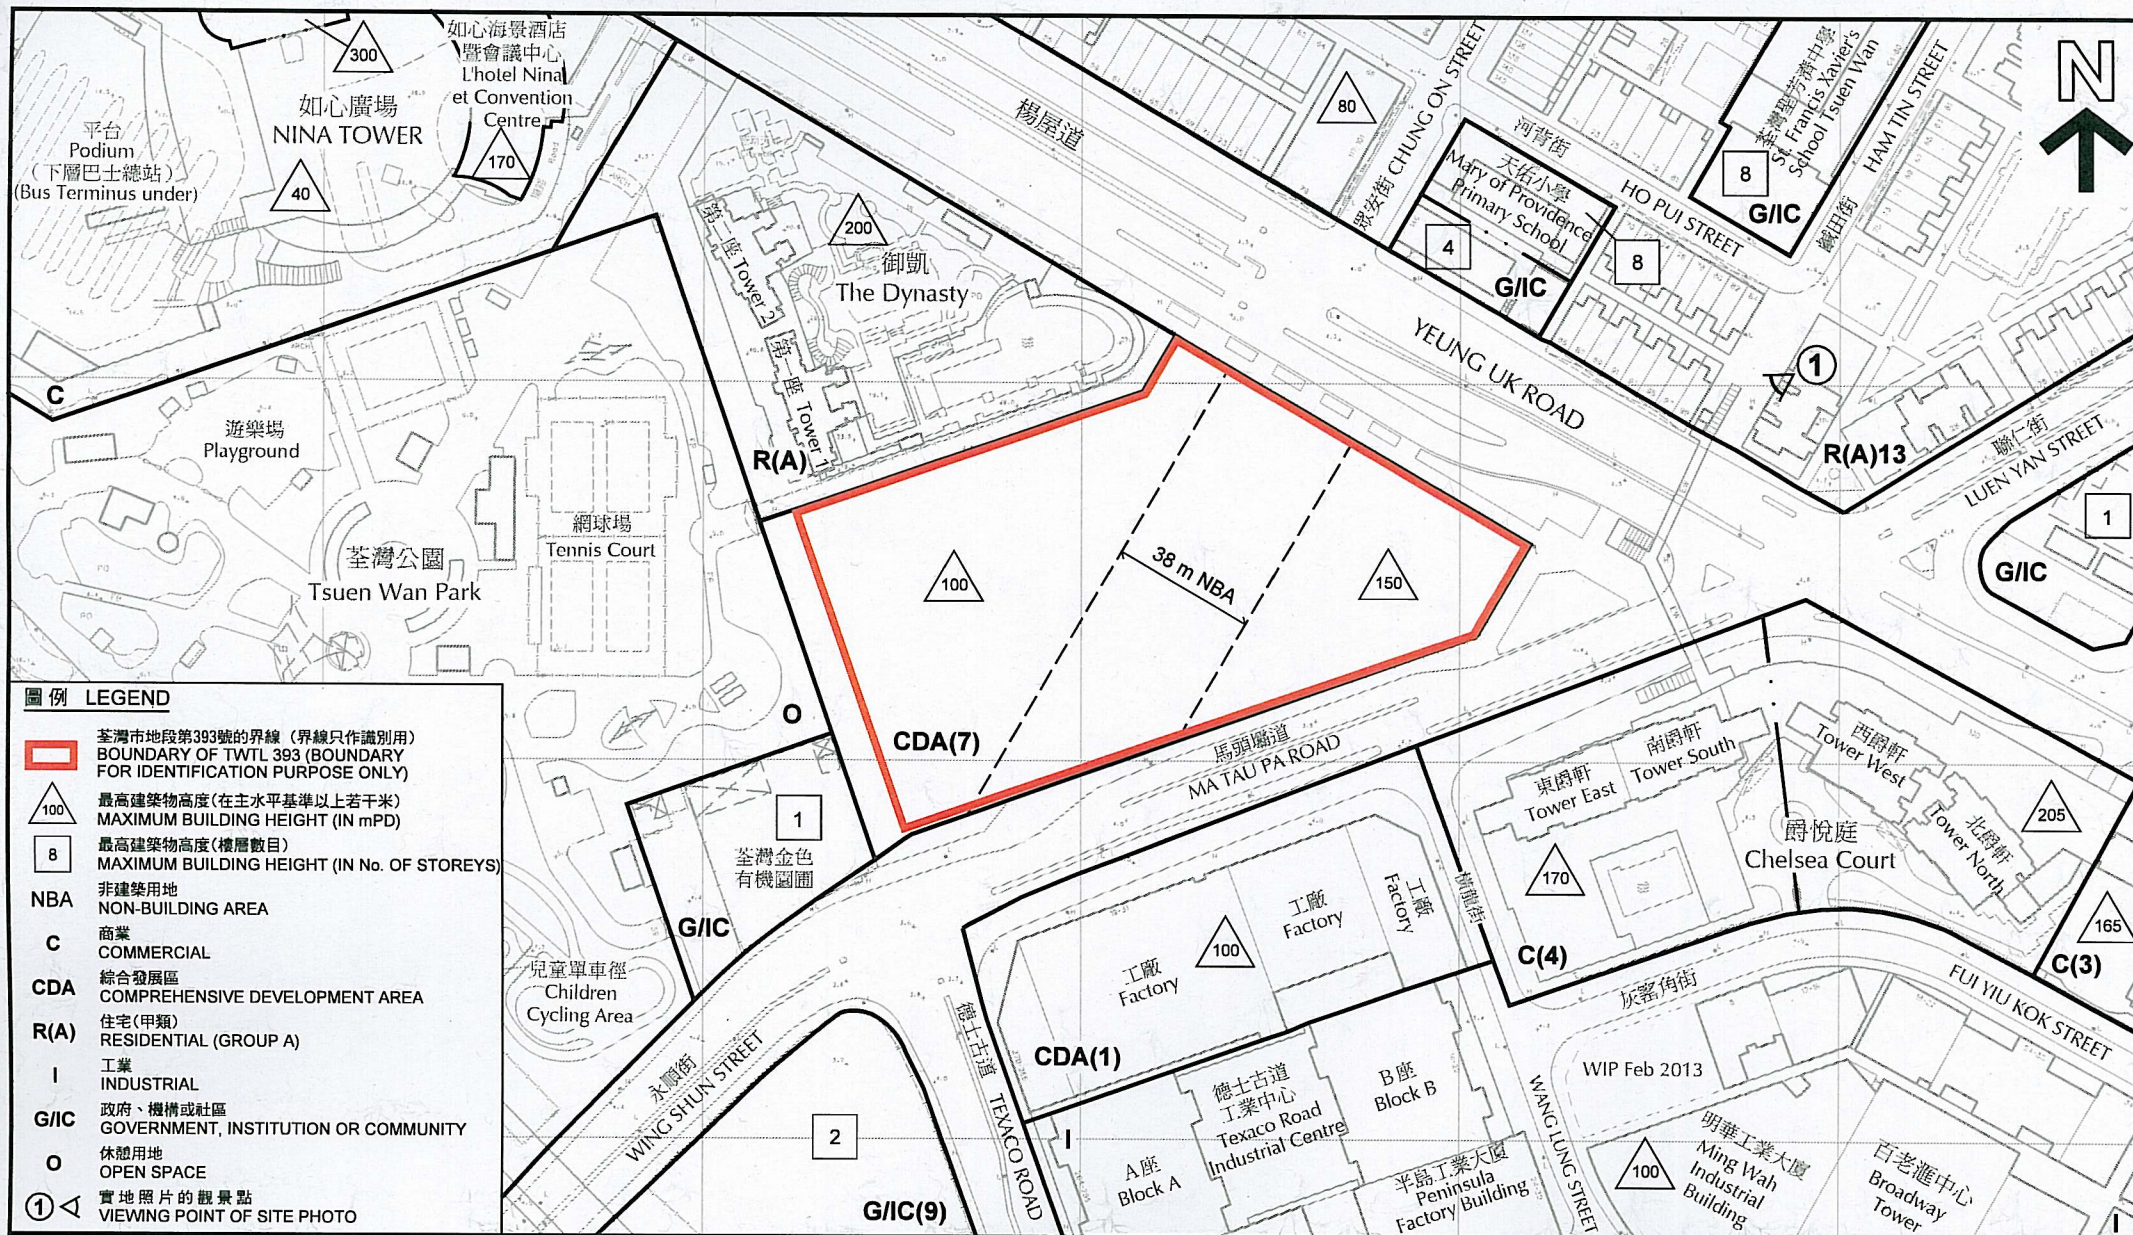 300
如心海景酒店
暨會議中心
L'hotel Nina
et Convention
Centre
170
如心廣場
NINA TOWER
40
平台
Podium
(下層巴士總站)
(Bus Terminus under)
楊屋道
YEUNG UK ROAD
80
眾安街 CHUNG ON STREET
河背街
HO PUI STREET
天佑小學
Mary of Providence
Primary School
4
G/IC
8
荃灣聖芳濟中學
St. Francis Xavier's
School Tsuen Wan
8
G/IC
HAM TIN STREET
鹹田街
N
200
御凱
The Dynasty
第二座 Tower 2
第一座 Tower 1
R(A)
C
遊樂場
Playground
荃灣公園
Tsuen Wan Park
網球場
Tennis Court
O
1
R(A)13
聯仁街
LUEN YAN STREET
1
G/IC
100
38 m NBA
150
CDA(7)
馬頭壩道
MA TAU PA ROAD
1
荃灣金色
有機園圃
G/IC
兒童單車徑
Children
Cycling Area
永順街
WING SHUN STREET
2
G/IC(9)
德士古道
TEXACO ROAD
工廠
Factory
工廠
Factory
工廠
Factory
100
CDA(1)
橫龍街
WANG LUNG STREET
東爵軒
Tower East
南爵軒
Tower South
西爵軒
Tower West
北爵軒
Tower North
爵悅庭
Chelsea Court
170
205
165
C(4)
C(3)
灰窰角街
FUI YIU KOK STREET
I
A座
Block A
德士古道
工業中心
Texaco Road
Industrial Centre
B座
Block B
半島工業大廈
Peninsula
Factory Building
WIP Feb 2013
100
明華工業大廈
Ming Wah
Industrial
Building
百老滙中心
Broadway
Tower
I
圖例 LEGEND
荃灣市地段第393號的界線 (界線只作識別用)
BOUNDARY OF TWTL 393 (BOUNDARY
FOR IDENTIFICATION PURPOSE ONLY)
100
最高建築物高度(在主水平基準以上若干米)
MAXIMUM BUILDING HEIGHT (IN mPD)
8
最高建築物高度(樓層數目)
MAXIMUM BUILDING HEIGHT (IN No. OF STOREYS)
NBA
非建築用地
NON-BUILDING AREA
C
商業
COMMERCIAL
CDA
綜合發展區
COMPREHENSIVE DEVELOPMENT AREA
R(A)
住宅(甲類)
RESIDENTIAL (GROUP A)
I
工業
INDUSTRIAL
G/IC
政府、機構或社區
GOVERNMENT, INSTITUTION OR COMMUNITY
O
休憩用地
OPEN SPACE
1
實地照片的觀景點
VIEWING POINT OF SITE PHOTO